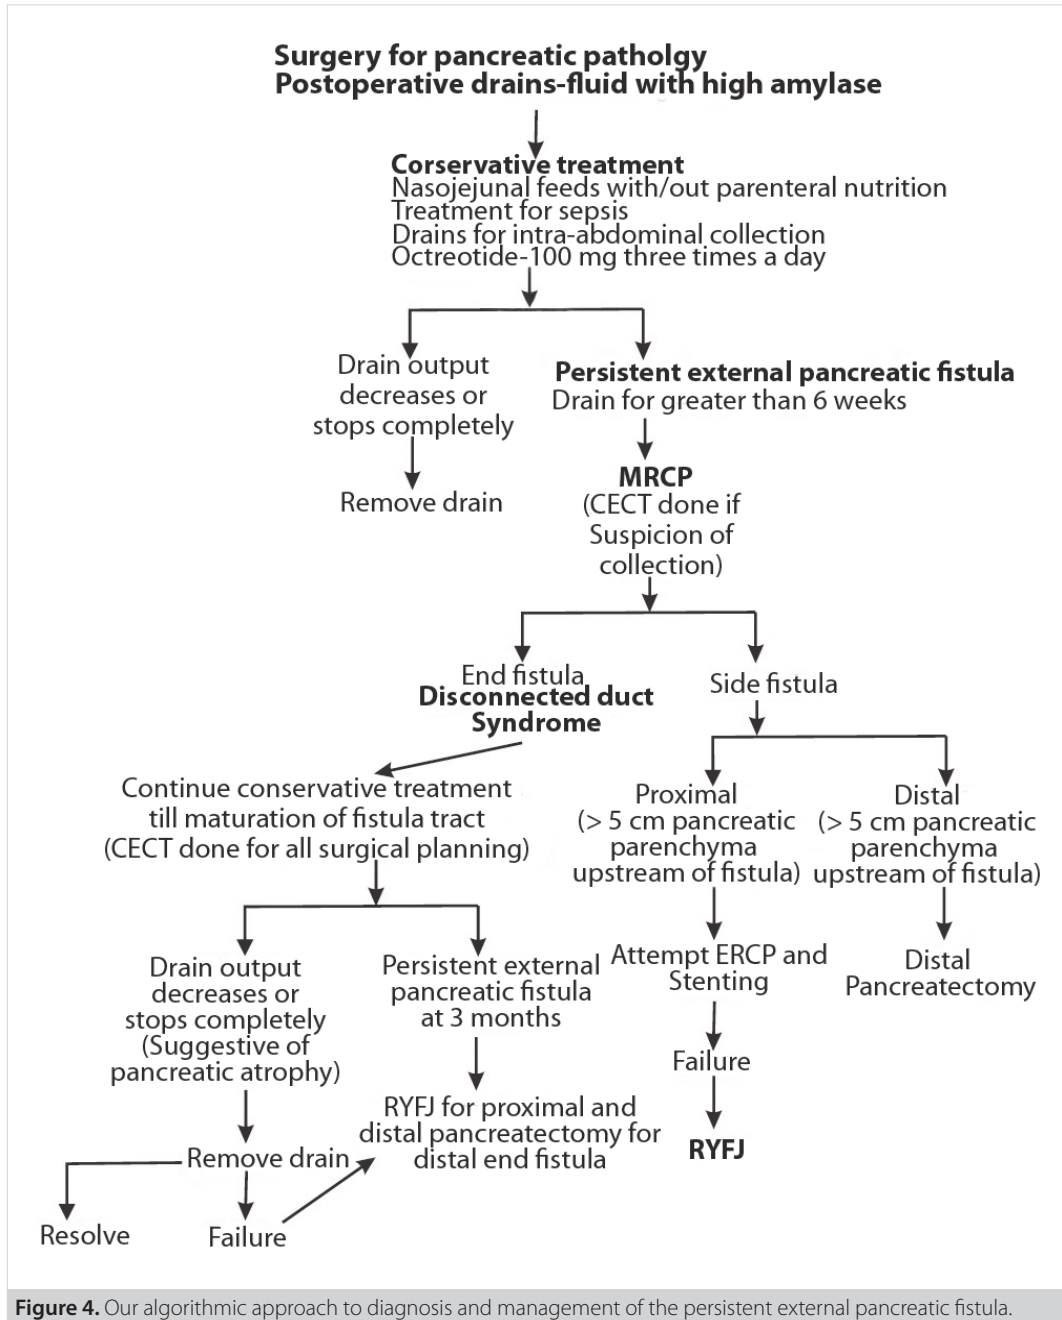 Surgery for pancreatic patholgy
Postoperative drains-fluid with high amylase
Corservative treatment
Nasojejunal feeds with/out parenteral nutrition
Treatment for sepsis
Drains for intra-abdominal collection
Octreotide-100 mg three times a day
Drain output
decreases or
stops completely
Remove drain
Persistent external pancreatic fistula
Drain for greater than 6 weeks
MRCP
(CECT done if
Suspicion of
collection)
End fistula
Disconnected duct
Syndrome
Side fistula
Continue conservative treatment
till maturation of fistula tract
(CECT done for all surgical planning)
Proximal
(> 5 cm pancreatic
parenchyma
upstream of fistula)
Distal
(> 5 cm pancreatic
parenchyma
upstream of fistula)
Drain output
decreases or
stops completely
(Suggestive of
pancreatic atrophy)
Persistent external
pancreatic fistula
at 3 months
Attempt ERCP and
Stenting
Distal
Pancreatectomy
Failure
RYFJ
RYFJ for proximal and
distal pancreatectomy for
distal end fistula
Remove drain
Resolve
Failure
Figure 4. Our algorithmic approach to diagnosis and management of the persistent external pancreatic fistula.